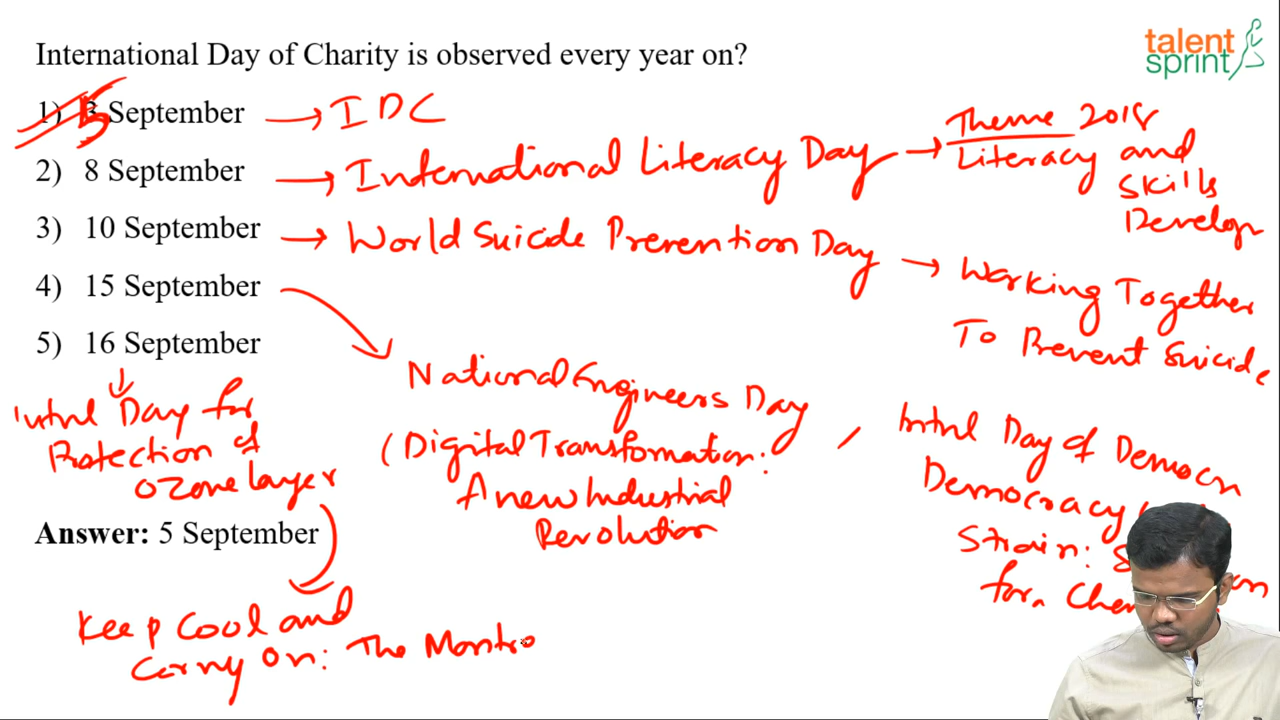 International Day of Charity is observed every year on?
talent
sprint
1) 5 September → IDC
2) 8 September → International Literacy Day → Theme 2018
Literacy and
Skills
Develop
3) 10 September → World Suicide Prevention Day → Working Together
To Prevent Suicide
4) 15 September
National Engineers Day
(Digital Transformation:
A new Industrial
Revolution
, Intnl Day of Democr
Democracy
Strain:
for
5) 16 September
Intnl Day for
Protection of
Ozone layer
Answer: 5 September
Keep Cool and
Carry On: The Montre